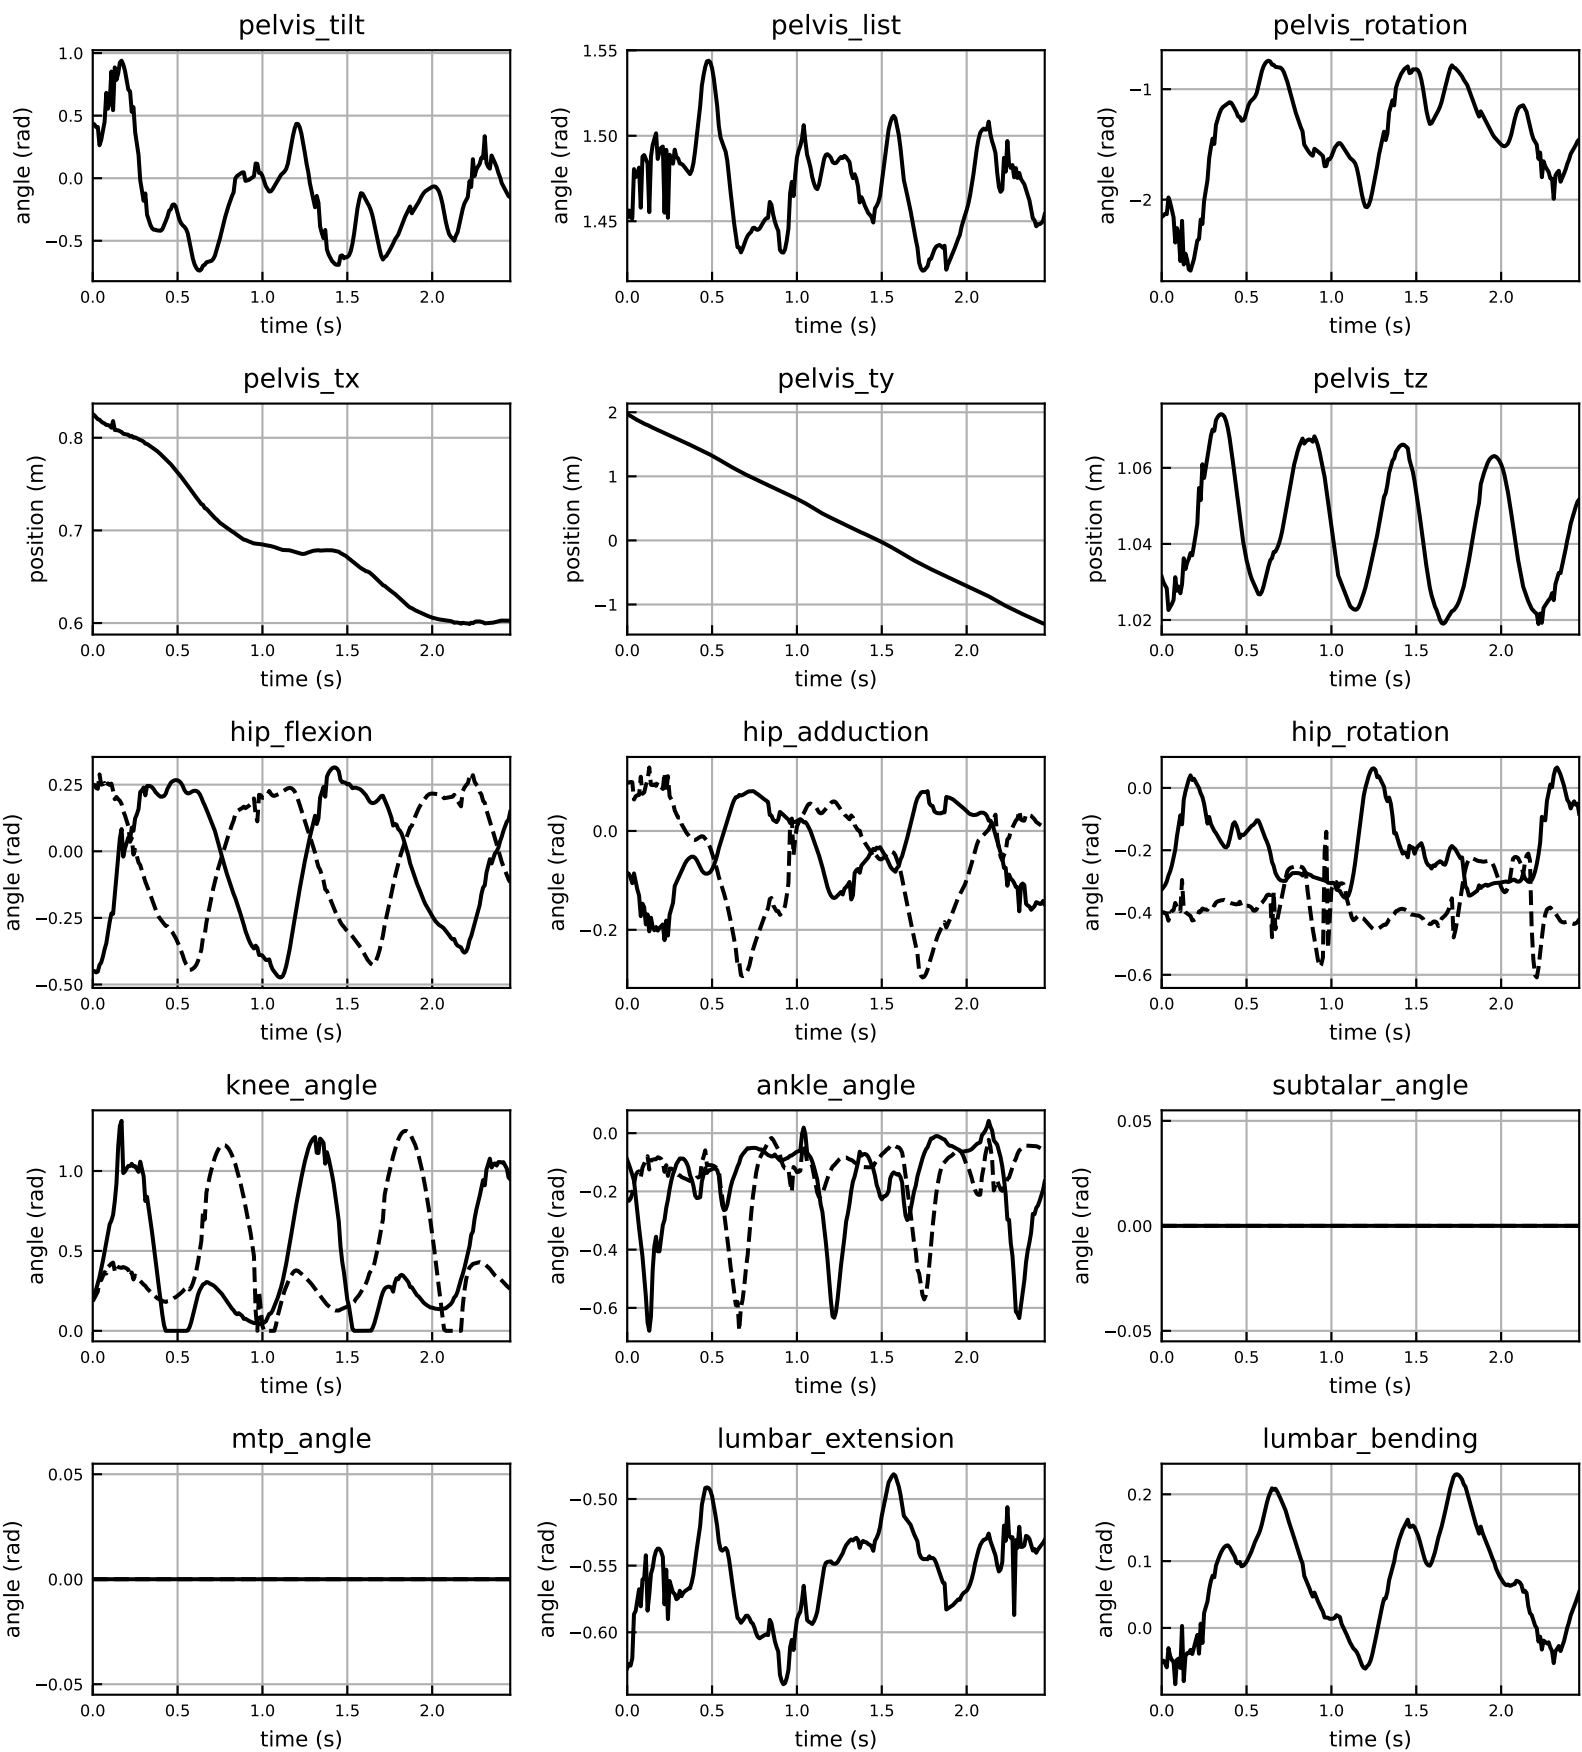 pelvis_tilt
angle (rad)
1.0
0.5
0.0
−0.5
0.0 0.5 1.0 1.5 2.0
time (s)
pelvis_list
angle (rad)
1.55
1.50
1.45
0.0 0.5 1.0 1.5 2.0
time (s)
pelvis_rotation
angle (rad)
−1
−2
0.0 0.5 1.0 1.5 2.0
time (s)
pelvis_tx
position (m)
0.8
0.7
0.6
0.0 0.5 1.0 1.5 2.0
time (s)
pelvis_ty
position (m)
2
1
0
−1
0.0 0.5 1.0 1.5 2.0
time (s)
pelvis_tz
position (m)
1.06
1.04
1.02
0.0 0.5 1.0 1.5 2.0
time (s)
hip_flexion
angle (rad)
0.25
0.00
−0.25
−0.50
0.0 0.5 1.0 1.5 2.0
time (s)
hip_adduction
angle (rad)
0.0
−0.2
0.0 0.5 1.0 1.5 2.0
time (s)
hip_rotation
angle (rad)
0.0
−0.2
−0.4
−0.6
0.0 0.5 1.0 1.5 2.0
time (s)
knee_angle
angle (rad)
1.0
0.5
0.0
0.0 0.5 1.0 1.5 2.0
time (s)
ankle_angle
angle (rad)
0.0
−0.2
−0.4
−0.6
0.0 0.5 1.0 1.5 2.0
time (s)
subtalar_angle
angle (rad)
0.05
0.00
−0.05
0.0 0.5 1.0 1.5 2.0
time (s)
mtp_angle
angle (rad)
0.05
0.00
−0.05
0.0 0.5 1.0 1.5 2.0
time (s)
lumbar_extension
angle (rad)
−0.50
−0.55
−0.60
0.0 0.5 1.0 1.5 2.0
time (s)
lumbar_bending
angle (rad)
0.2
0.1
0.0
0.0 0.5 1.0 1.5 2.0
time (s)